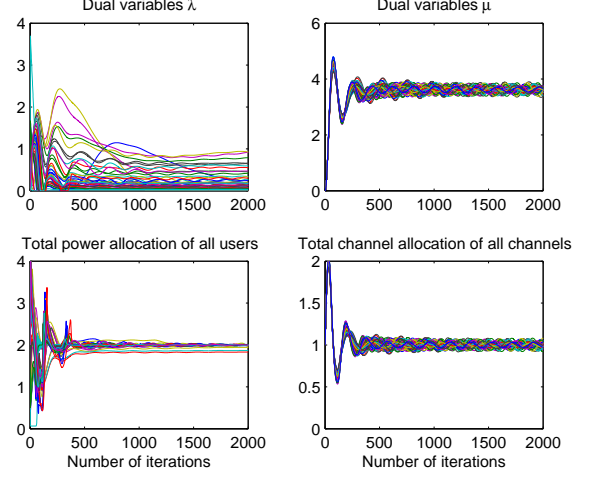 Dual variables λ
Dual variables μ
4
3
2
1
0
0 500 1000 1500 2000
6
4
2
0
0 500 1000 1500 2000
Total power allocation of all users
Total channel allocation of all channels
4
3
2
1
0
0 500 1000 1500 2000
Number of iterations
2
1.5
1
0.5
0
0 500 1000 1500 2000
Number of iterations